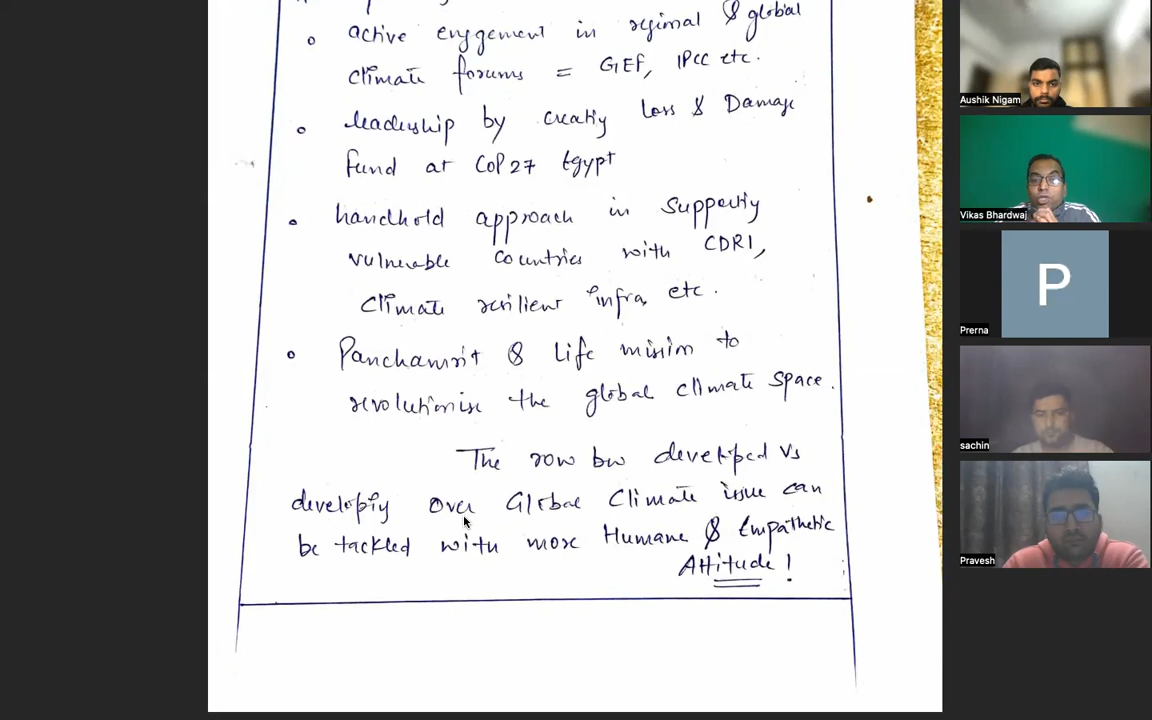 active engagement in regional & global
climate forums = GEF, IPCC etc.
leadership by creating Loss & Damage
fund at CoP27 Egypt
handhold approach in supporting
vulnerable countries with CDRI,
climate resilient infra, etc.
Panchamrit & Life mission to
revolutionise the global climate space.
The row bw developed Vs
developing over Global Climate issue can
be tackled with more Humane & Empathetic
Attitude!
Aushik Nigam
Vikas Bhardwaj
P
Prerna
sachin
Pravesh